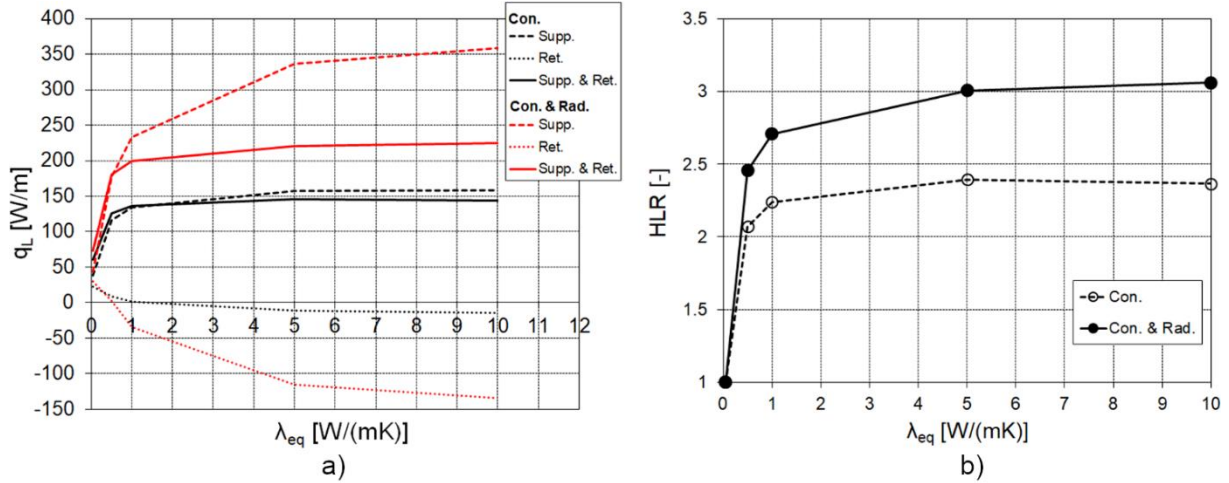 400
350
300
250
200
150
100
50
0
-50
-100
-150
q_L [W/m]
0 1 2 3 4 5 6 7 8 9 10 11 12
λ_eq [W/(mK)]
Con.
Supp.
Ret.
Supp. & Ret.
Con. & Rad.
Supp.
Ret.
Supp. & Ret.
a)
3.5
3
2.5
2
1.5
1
HLR [-]
Con.
Con. & Rad.
0 1 2 3 4 5 6 7 8 9 10
λ_eq [W/(mK)]
b)